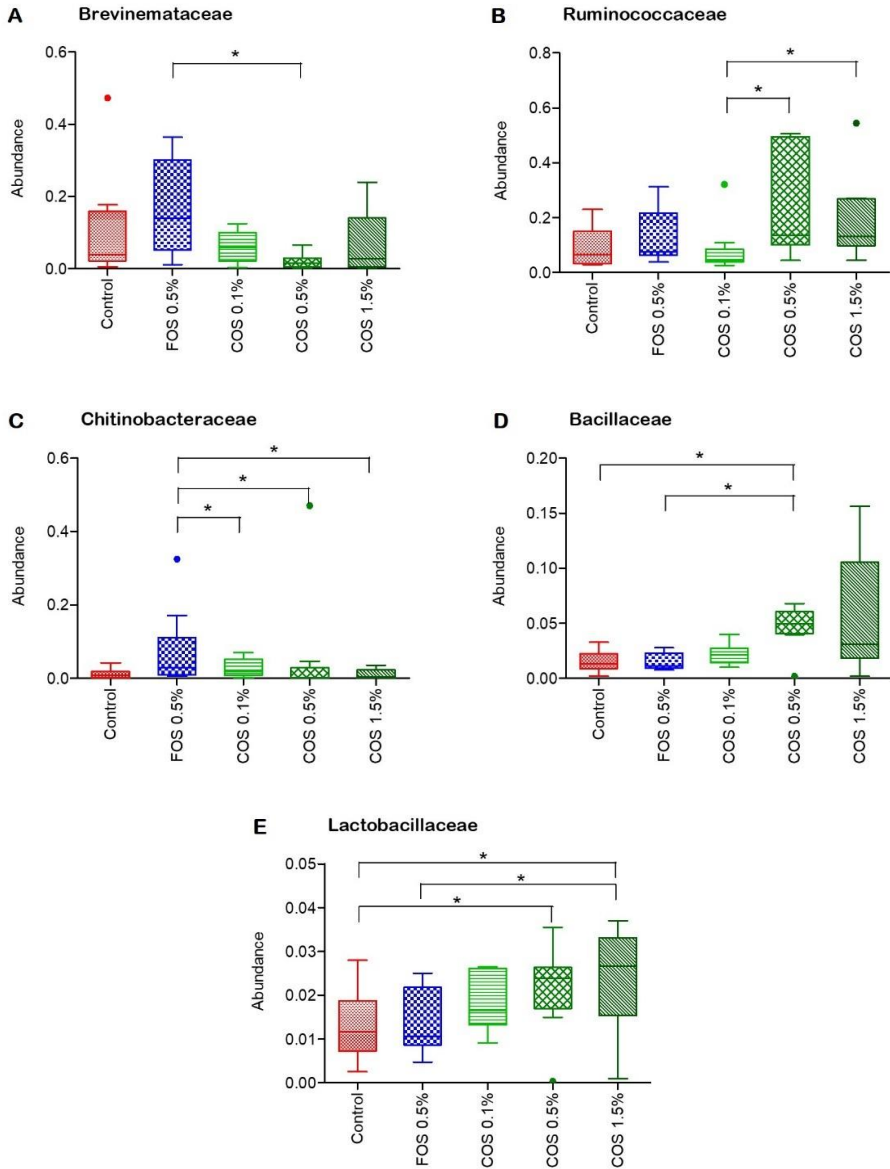 A Brevinemataceae
Abundance
0.6
0.4
0.2
0.0
*
Control
FOS 0.5%
COS 0.1%
COS 0.5%
COS 1.5%
B Ruminococcaceae
Abundance
0.8
0.6
0.4
0.2
0.0
*
*
Control
FOS 0.5%
COS 0.1%
COS 0.5%
COS 1.5%
C Chitinobacteraceae
Abundance
0.6
0.4
0.2
0.0
*
*
*
Control
FOS 0.5%
COS 0.1%
COS 0.5%
COS 1.5%
D Bacillaceae
Abundance
0.20
0.15
0.10
0.05
0.00
*
*
Control
FOS 0.5%
COS 0.1%
COS 0.5%
COS 1.5%
E Lactobacillaceae
Abundance
0.05
0.04
0.03
0.02
0.01
0.00
*
*
*
Control
FOS 0.5%
COS 0.1%
COS 0.5%
COS 1.5%